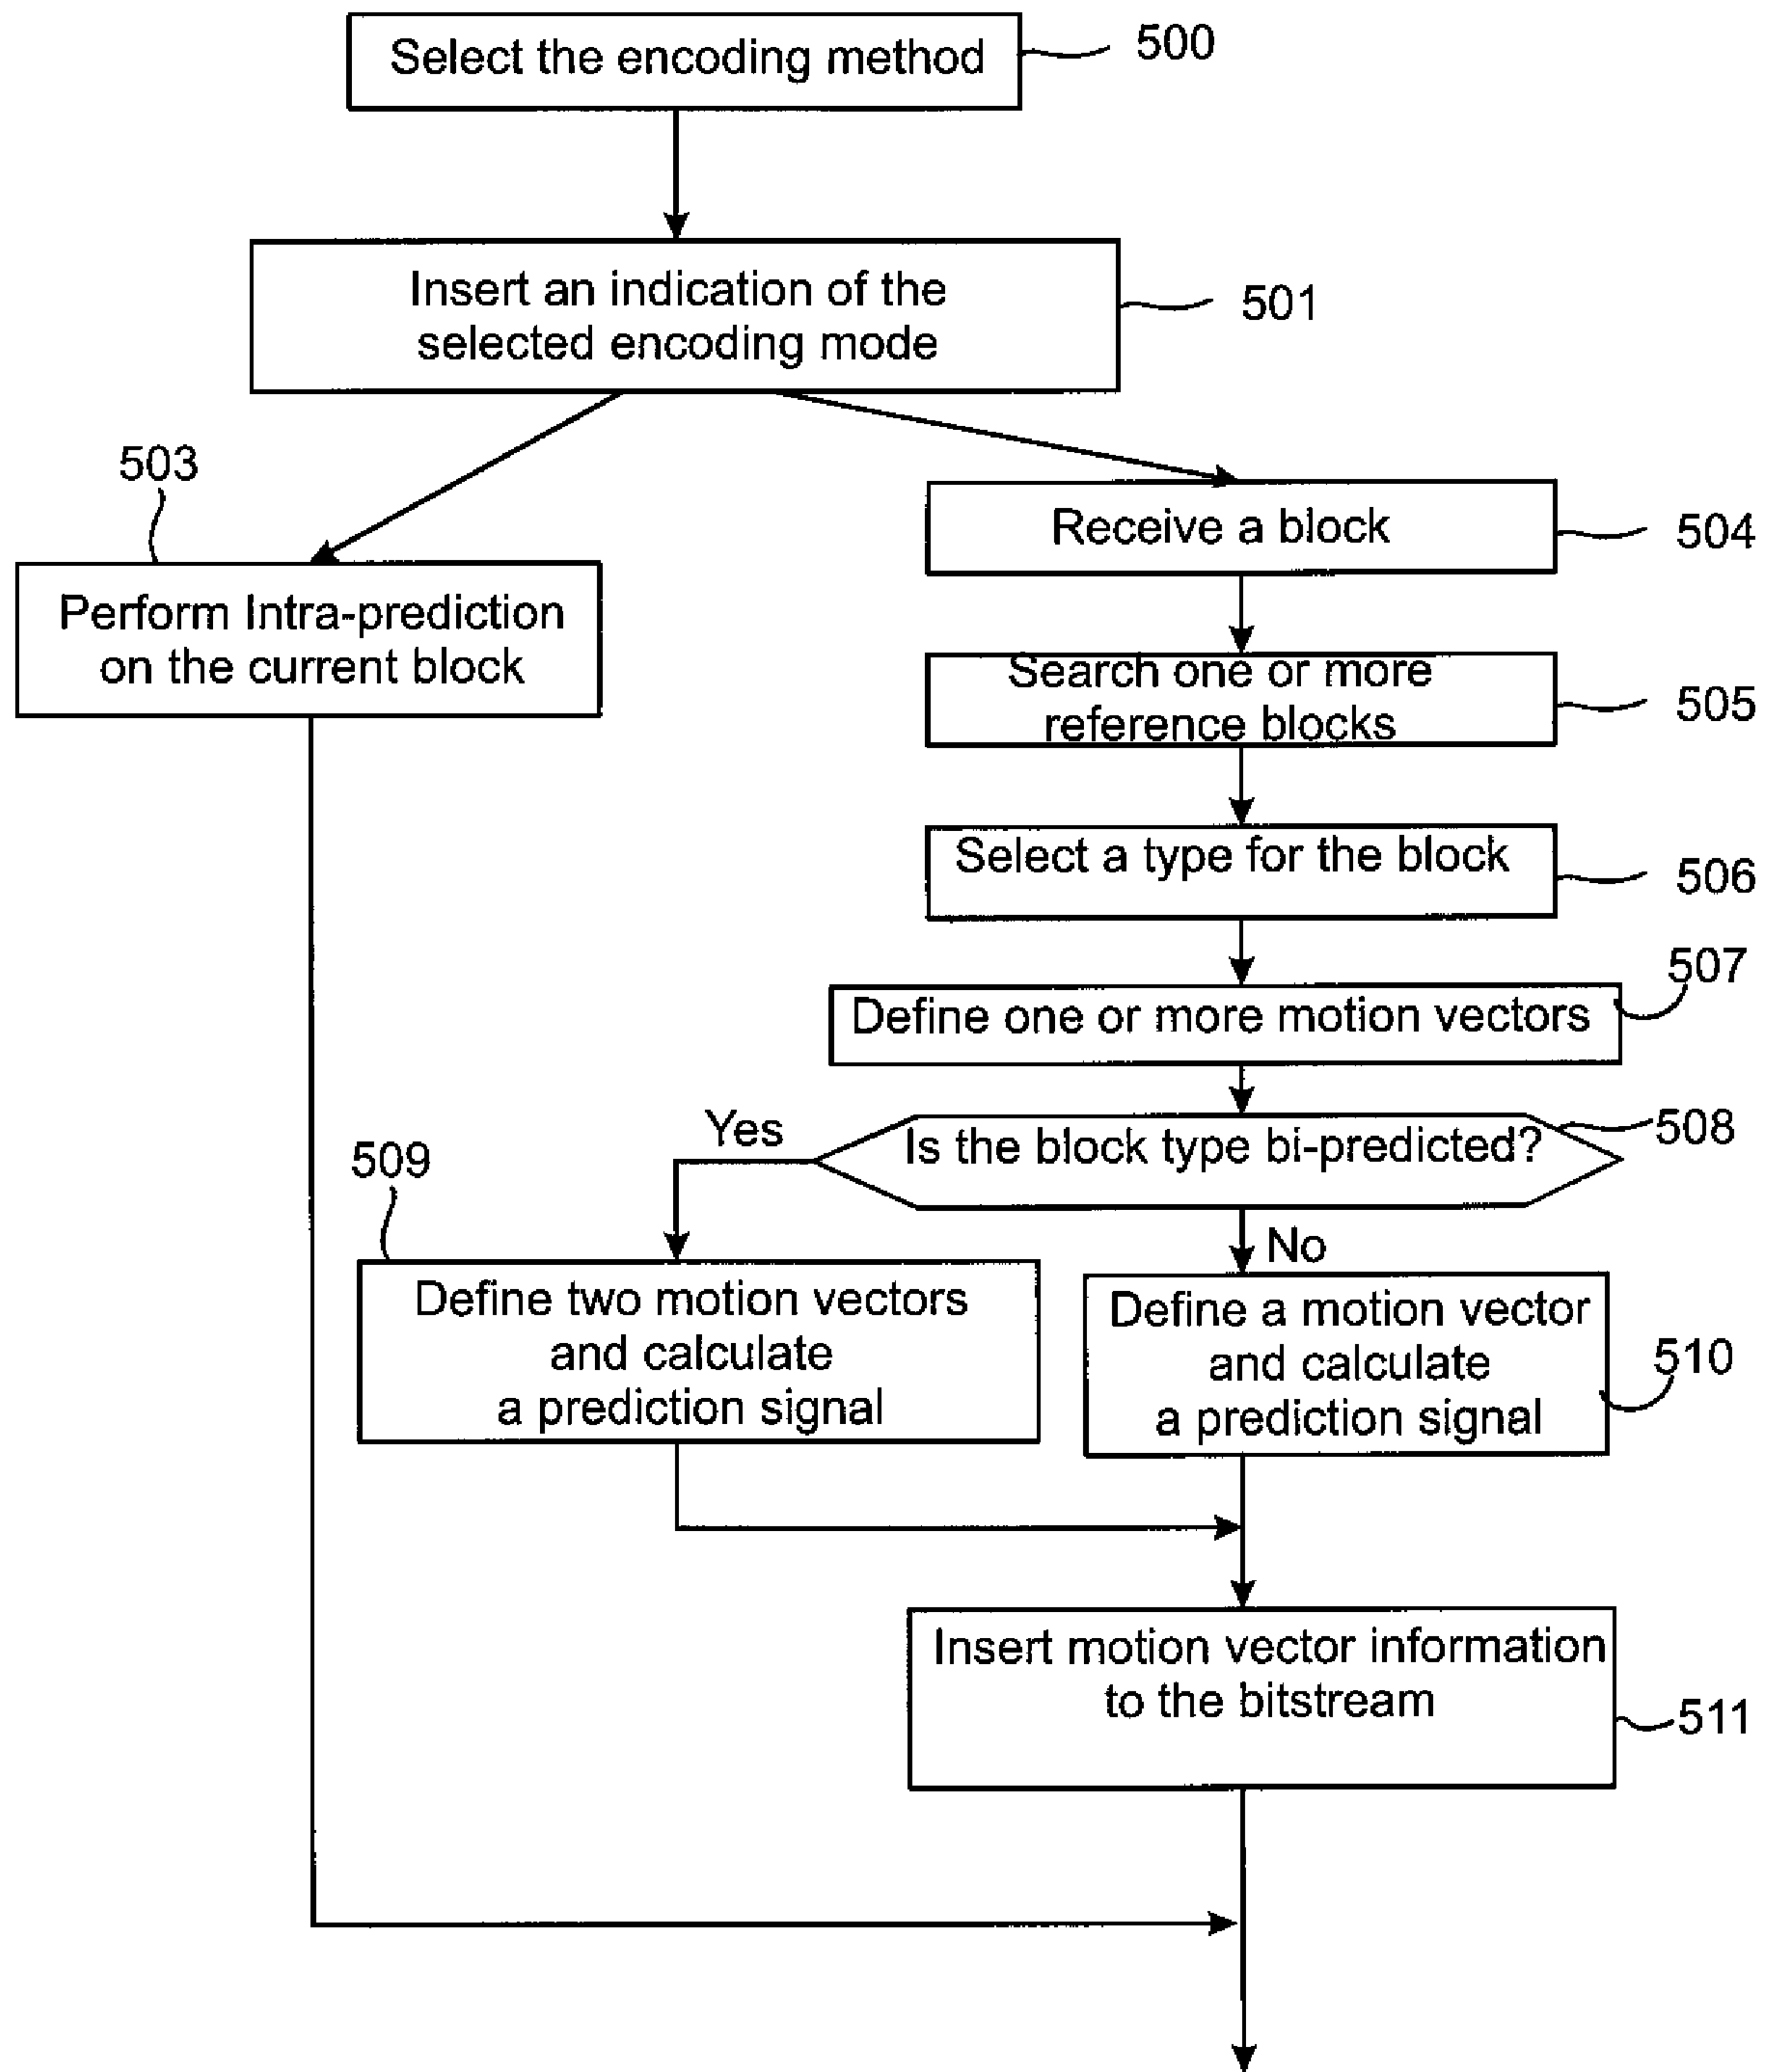 Select the encoding method
500
Insert an indication of the
selected encoding mode
501
503
Perform Intra-prediction
on the current block
Receive a block
504
Search one or more
reference blocks
505
Select a type for the block
506
507
Define one or more motion vectors
Yes
Is the block type bi-predicted?
508
509
No
Define two motion vectors
and calculate
a prediction signal
Define a motion vector
and calculate
a prediction signal
510
Insert motion vector information
to the bitstream
511